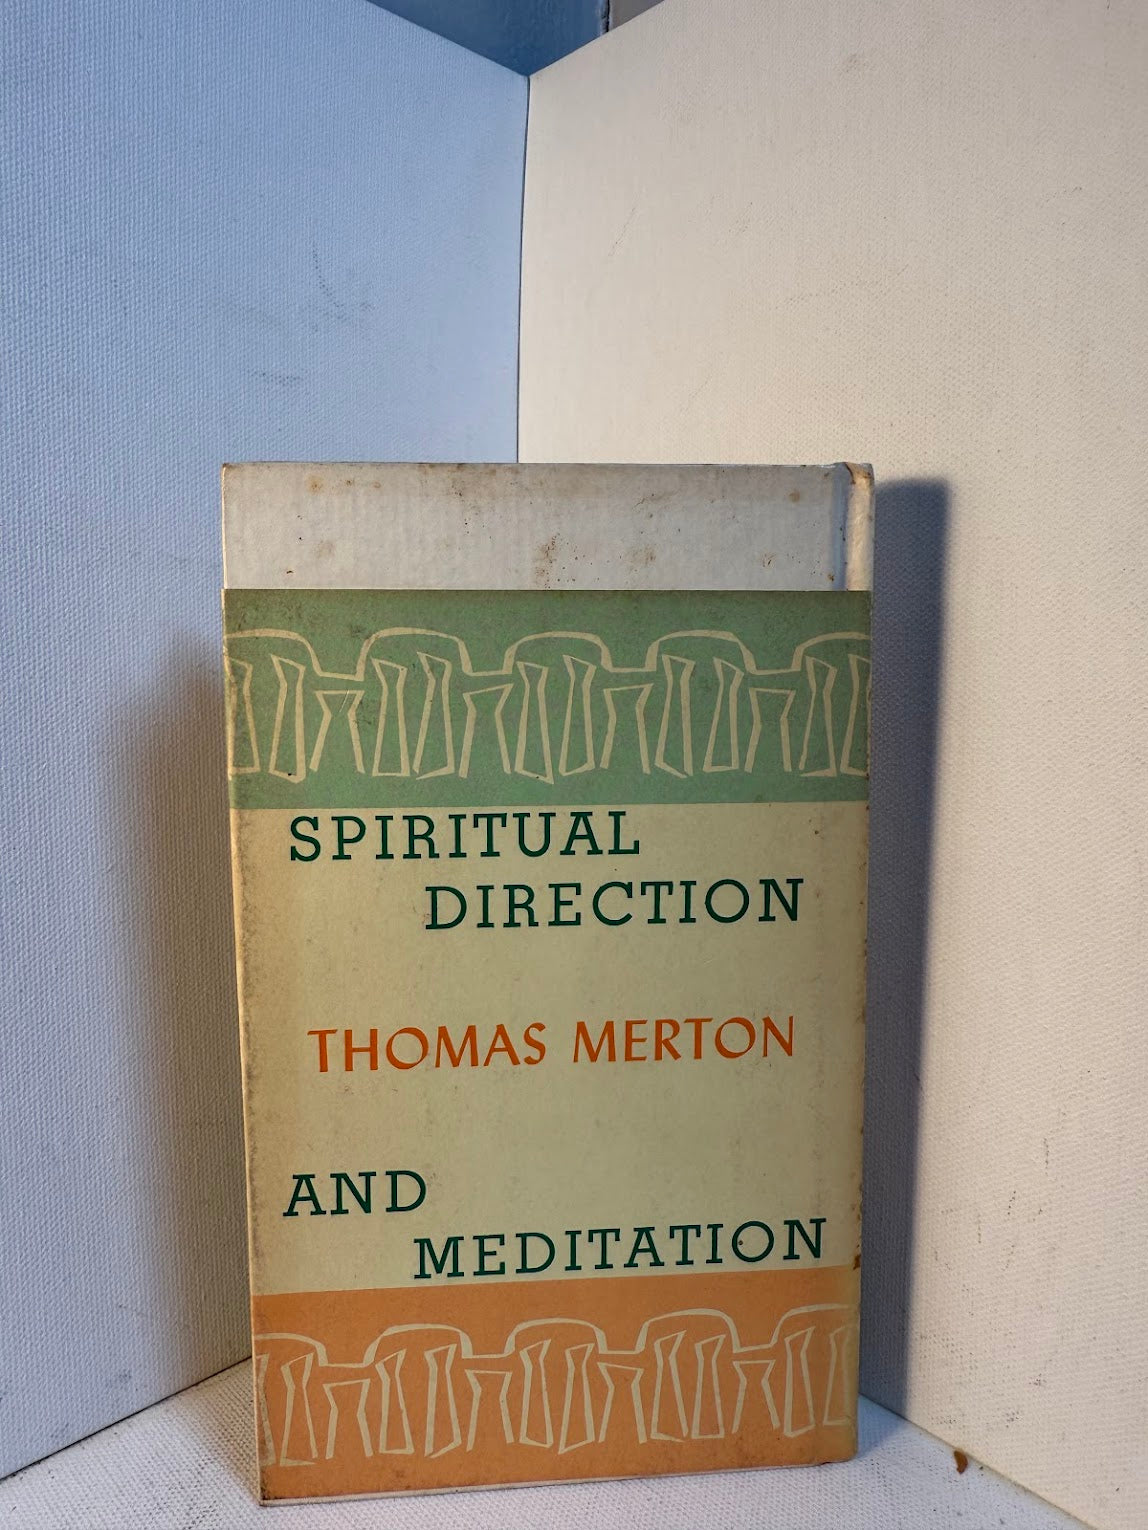 SPIRITUAL
DIRECTION
THOMAS MERTON
AND
MEDITATION